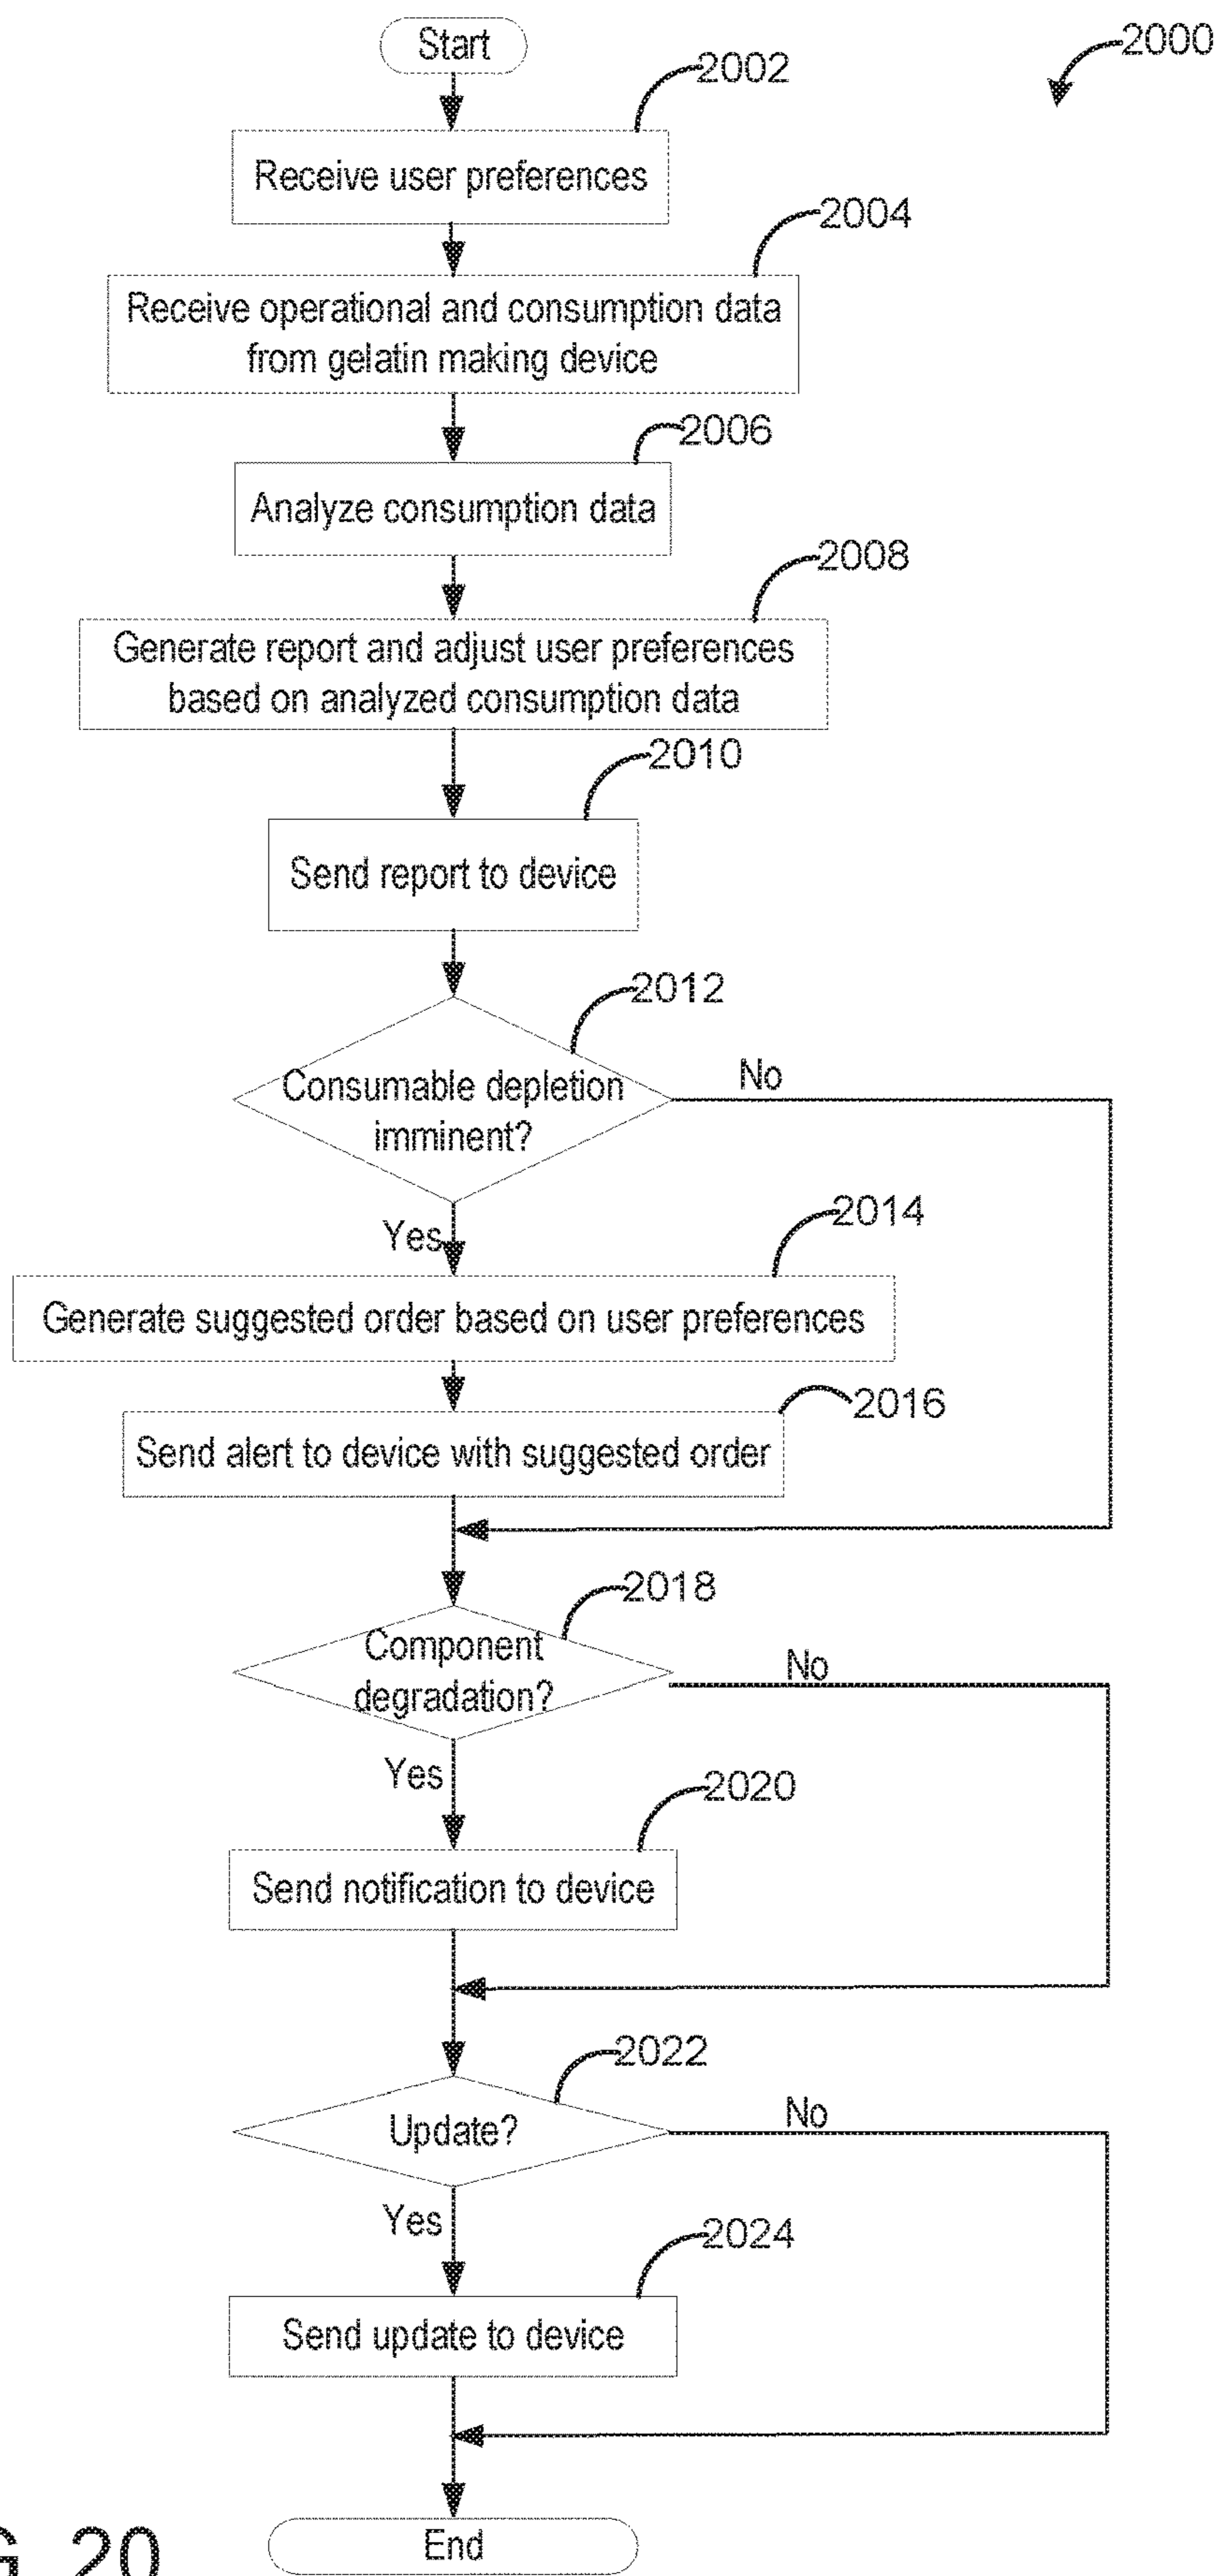 Start
2000
2002
Receive user preferences
2004
Receive operational and consumption data
from gelatin making device
2006
Analyze consumption data
2008
Generate report and adjust user preferences
based on analyzed consumption data
2010
Send report to device
2012
Consumable depletion
imminent?
No
Yes
2014
Generate suggested order based on user preferences
2016
Send alert to device with suggested order
2018
Component
degradation?
No
Yes
2020
Send notification to device
2022
Update?
No
Yes
2024
Send update to device
End
G. 20